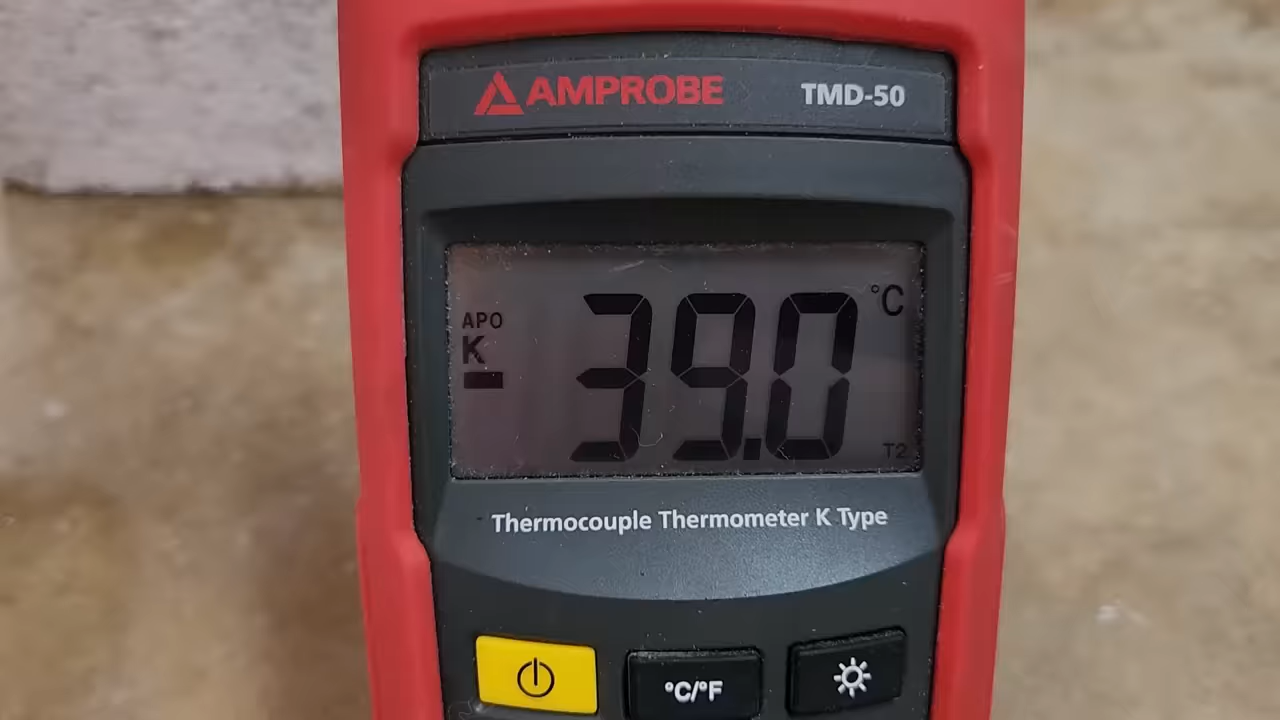 AMPROBE TMD-50
°C
APO
K
-39.0
T2
Thermocouple Thermometer K Type
°C/°F